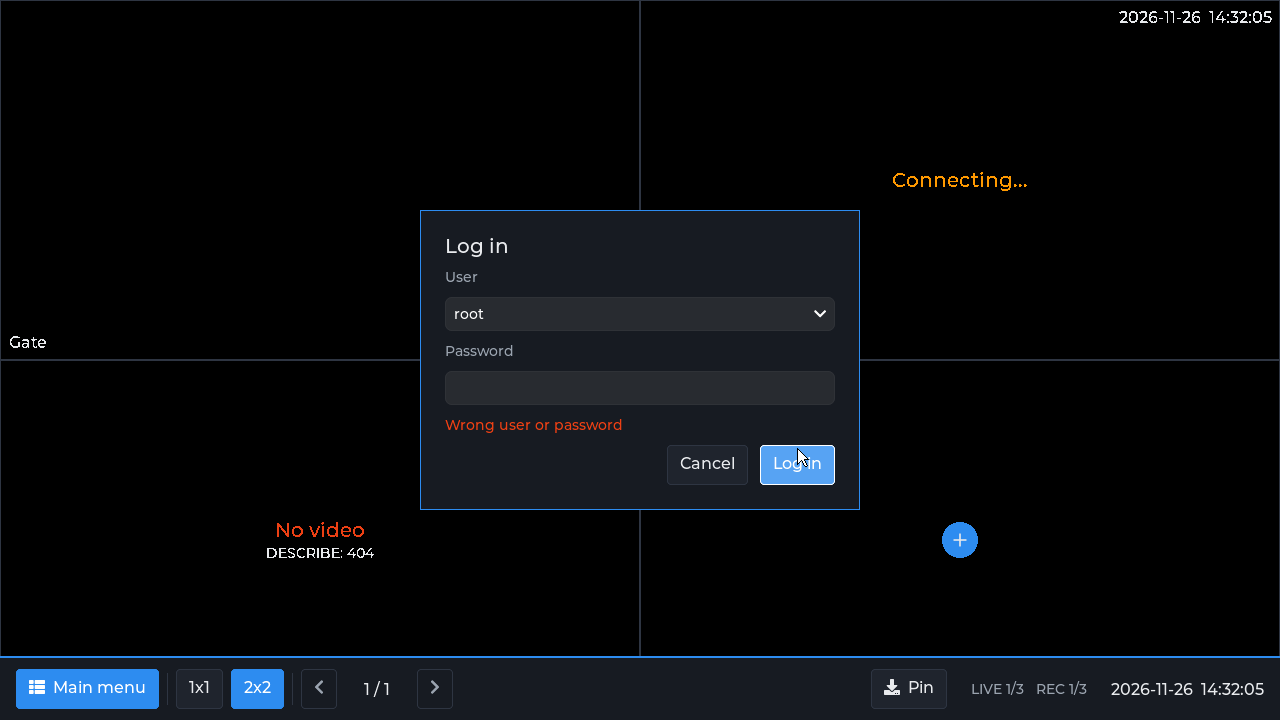 2026-11-26 14:32:05
Connecting...
Log in
User
root
Gate
Password
Wrong user or password
Cancel
Log in
No video
DESCRIBE: 404
Main menu
1x1
2x2
1 / 1
Pin
LIVE 1/3
REC 1/3
2026-11-26 14:32:05